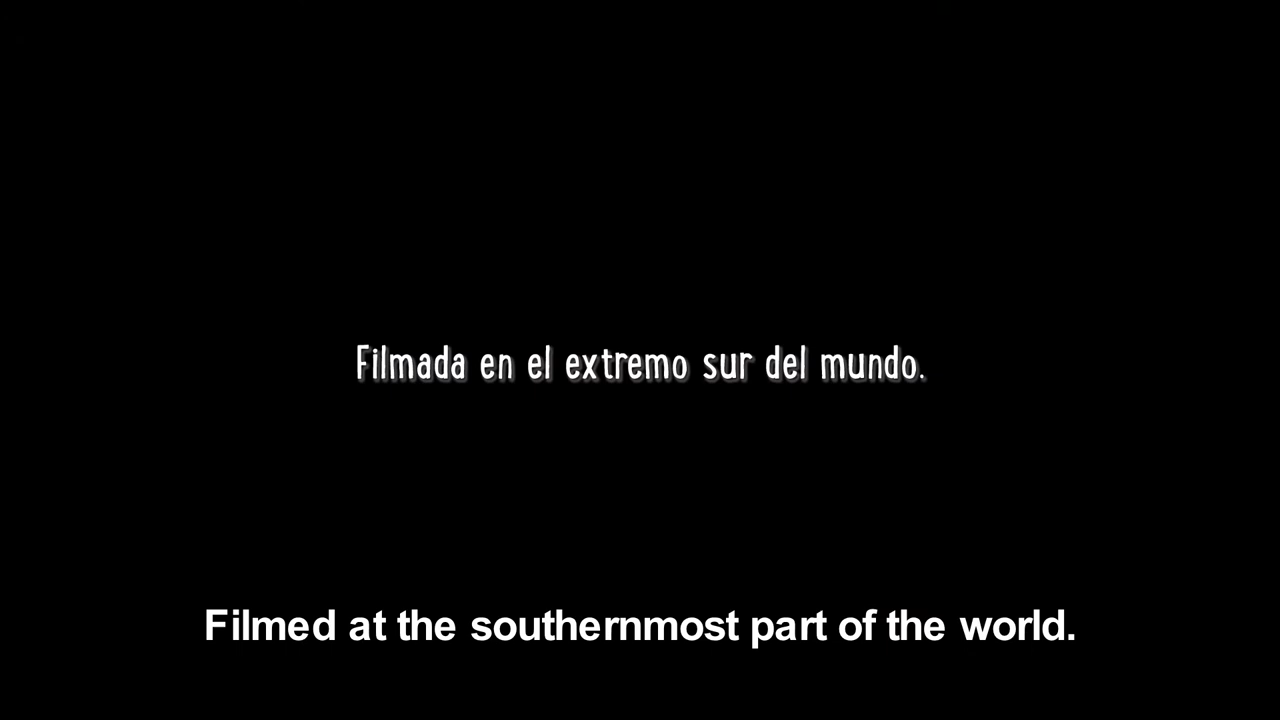 Filmada en el extremo sur del mundo.
Filmed at the southernmost part of the world.